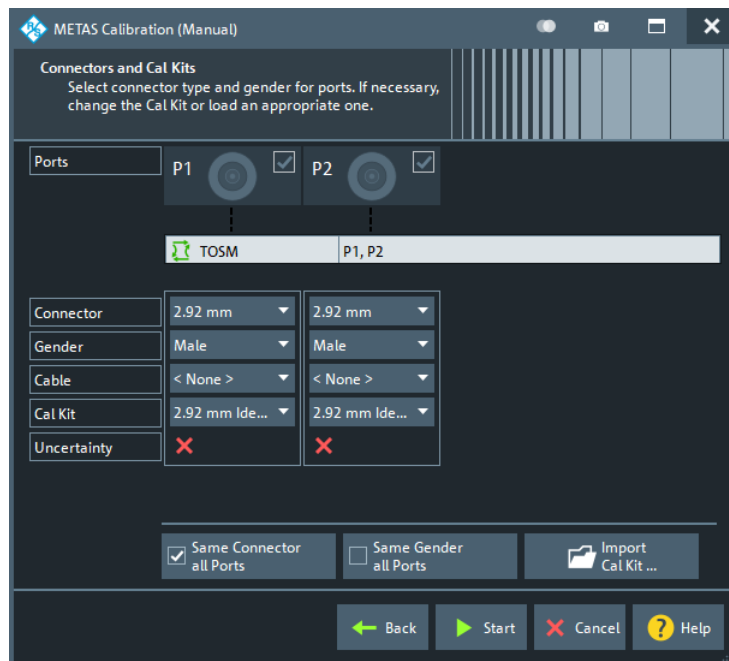 METAS Calibration (Manual)
Connectors and Cal Kits
Select connector type and gender for ports. If necessary,
change the Cal Kit or load an appropriate one.
Ports
P1
P2
TOSM
P1, P2
Connector
2.92 mm
2.92 mm
Gender
Male
Male
Cable
< None >
< None >
Cal Kit
2.92 mm Ide...
2.92 mm Ide...
Uncertainty
Same Connector
all Ports
Same Gender
all Ports
Import
Cal Kit ...
Back
Start
Cancel
? Help